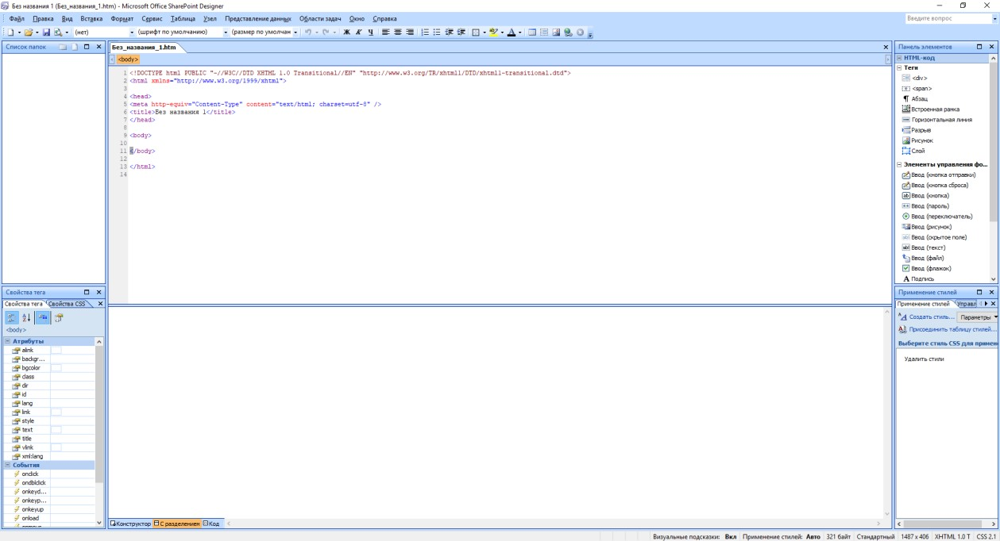 Без названия 1 (Без_названия_1.htm) - Microsoft Office SharePoint Designer
Файл Правка Вид Вставка Формат Сервис Таблица Узел Представление данных Области задач Окно Справка
Введите вопрос
(нет) (шрифт по умолчанию) (размер по умолчан Ж К Ч
Список папок
Без_названия_1.htm
<body>
1 <!DOCTYPE html PUBLIC "-//W3C//DTD XHTML 1.0 Transitional//EN" "http://www.w3.org/TR/xhtml1/DTD/xhtml1-transitional.dtd">
2 <html xmlns="http://www.w3.org/1999/xhtml">
3
4 <head>
5 <meta http-equiv="Content-Type" content="text/html; charset=utf-8" />
6 <title>Без названия 1</title>
7 </head>
8
9 <body>
10
11 </body>
12
13 </html>
14
Панель элементов
HTML-код
Теги
<div>
<span>
Абзац
Встроенная рамка
Горизонтальная линия
Разрыв
Рисунок
Слой
Элементы управления фо...
Ввод (кнопка отправки)
Ввод (кнопка сброса)
Ввод (кнопка)
Ввод (пароль)
Ввод (переключатель)
Ввод (рисунок)
Ввод (скрытое поле)
Ввод (текст)
Ввод (файл)
Ввод (флажок)
Подпись
Свойства тега
Свойства тега Свойства CSS
<body>
Атрибуты
alink
backgr...
bgcolor
class
dir
id
lang
link
style
text
title
vlink
xml:lang
События
onclick
ondblclick
onkeyd...
onkeyp...
onkeyup
onload
Применение стилей
Применение стилей Управл
Создать стиль... Параметры
Присоединить таблицу стилей...
Выберите стиль CSS для примен
Удалить стили
Конструктор С разделением Код
Визуальные подсказки: Вкл Применение стилей: Авто 321 байт Стандартный 1487 x 406 XHTML 1.0 T CSS 2.1